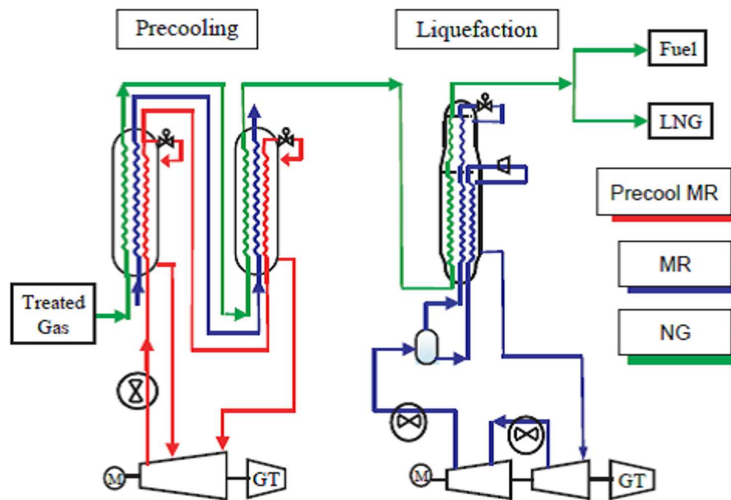 Precooling
Liquefaction
Fuel
LNG
Precool MR
MR
NG
Treated
Gas
M
GT
M
GT